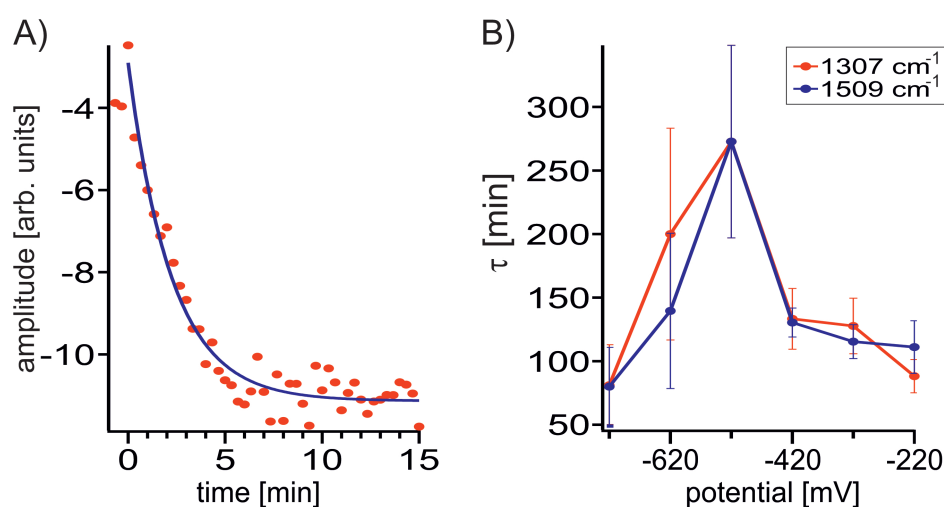 A)
amplitude [arb. units]
-4
-6
-8
-10
0
5
10
15
time [min]
B)
1307 cm⁻¹
1509 cm⁻¹
τ [min]
300
250
200
150
100
50
-620
-420
-220
potential [mV]